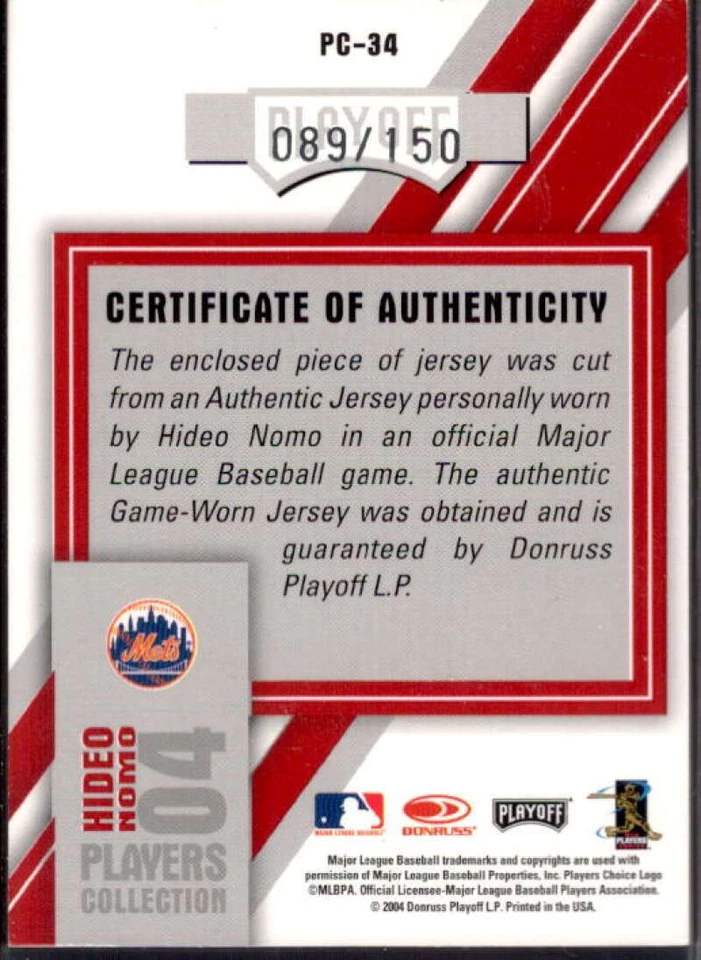 PC-34
PLAYOFF
089/150
CERTIFICATE OF AUTHENTICITY
The enclosed piece of jersey was cut
from an Authentic Jersey personally worn
by Hideo Nomo in an official Major
League Baseball game. The authentic
Game-Worn Jersey was obtained and is
guaranteed by Donruss
Playoff L.P.
Mets
HIDEO
NOMO
04
PLAYERS
COLLECTION
MAJOR LEAGUE BASEBALL
DONRUSS
PLAYOFF
PLAYERS
Major League Baseball trademarks and copyrights are used with
permission of Major League Baseball Properties, Inc. Players Choice Logo
©MLBPA. Official Licensee-Major League Baseball Players Association.
© 2004 Donruss Playoff L.P. Printed in the USA.